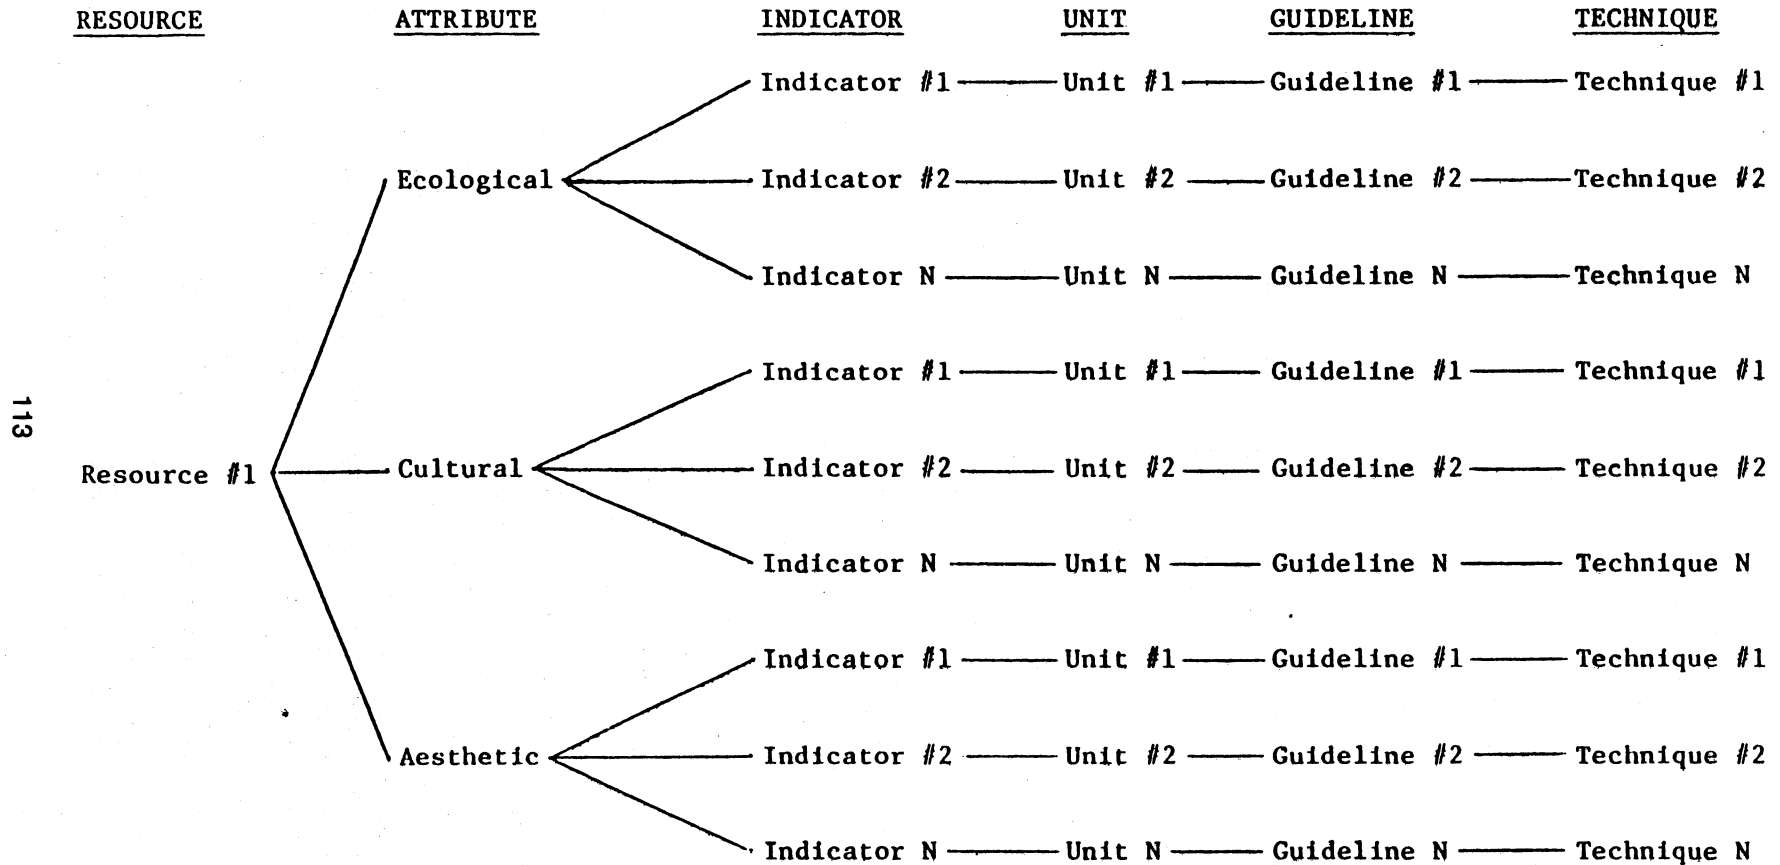 RESOURCE ATTRIBUTE INDICATOR UNIT GUIDELINE TECHNIQUE
Indicator #1 Unit #1 Guideline #1 Technique #1
Ecological Indicator #2 Unit #2 Guideline #2 Technique #2
Indicator N Unit N Guideline N Technique N
Indicator #1 Unit #1 Guideline #1 Technique #1
113
Resource #1 Cultural Indicator #2 Unit #2 Guideline #2 Technique #2
Indicator N Unit N Guideline N Technique N
Indicator #1 Unit #1 Guideline #1 Technique #1
Aesthetic Indicator #2 Unit #2 Guideline #2 Technique #2
Indicator N Unit N Guideline N Technique N